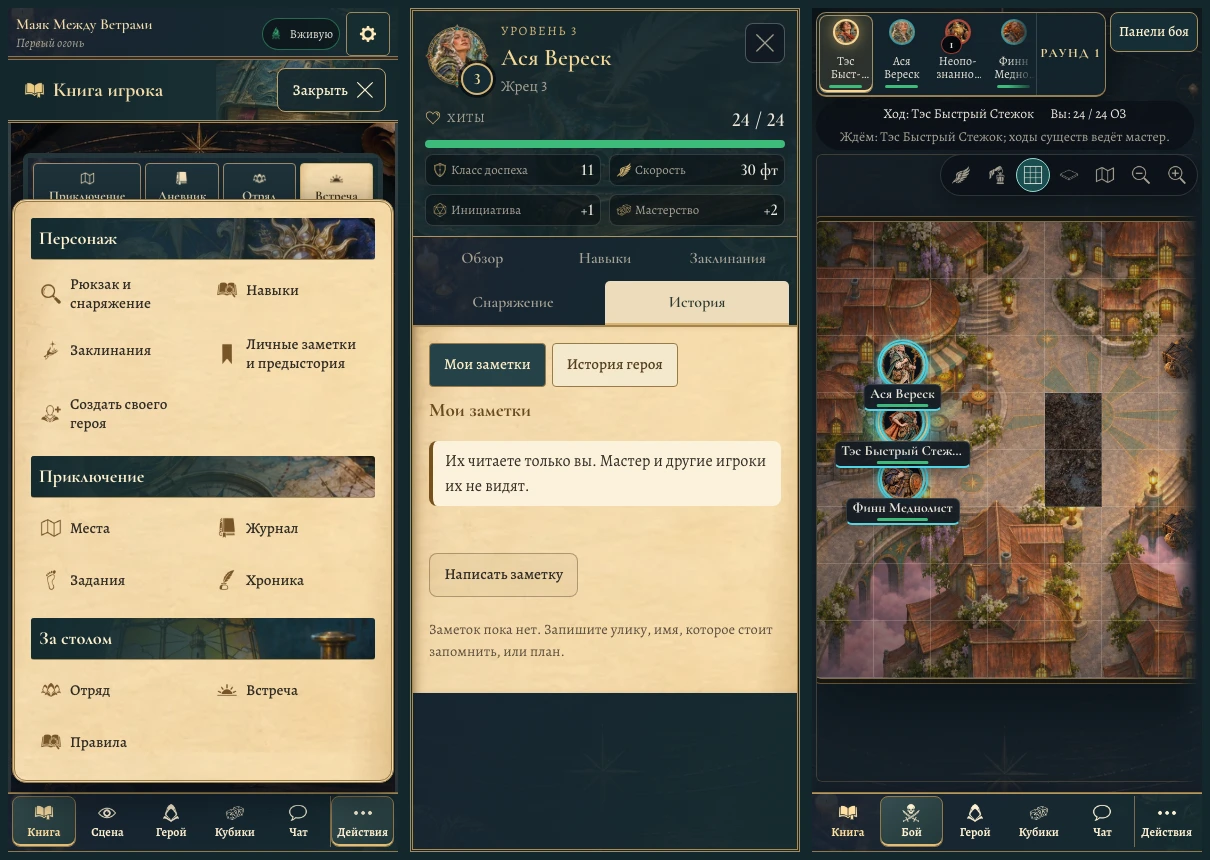 Маяк Между Ветрами
Первый огонь
Вживую
Книга игрока
Закрыть
Приключение
Дневник
Отряд
Встреча
Персонаж
Рюкзак и
снаряжение
Навыки
Заклинания
Личные заметки
и предыстория
Создать своего
героя
Приключение
Места
Журнал
Задания
Хроника
За столом
Отряд
Встреча
Правила
Книга
Сцена
Герой
Кубики
Чат
Действия
УРОВЕНЬ 3
Ася Вереск
3
Жрец 3
ХИТЫ
24 / 24
Класс доспеха
11
Скорость
30 фт
Инициатива
+1
Мастерство
+2
Обзор
Навыки
Заклинания
Снаряжение
История
Мои заметки
История героя
Мои заметки
Их читаете только вы. Мастер и другие игроки
их не видят.
Написать заметку
Заметок пока нет. Запишите улику, имя, которое стоит
запомнить, или план.
Тэс
Быст-...
Ася
Вереск
1
Неопо-
знанно...
Финн
Медно...
РАУНД 1
Панели боя
Ход: Тэс Быстрый Стежок
Вы: 24 / 24 ОЗ
Ждём: Тэс Быстрый Стежок; ходы существ ведёт мастер.
Ася Вереск
Тэс Быстрый Стеж...
Финн Меднолист
Книга
Бой
Герой
Кубики
Чат
Действия